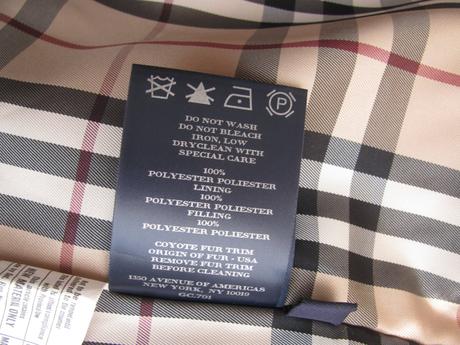 P
DO NOT WASH
DO NOT BLEACH
IRON, LOW
DRYCLEAN WITH
SPECIAL CARE
100%
POLYESTER POLIESTER
LINING
100%
POLYESTER POLIESTER
FILLING
100%
POLYESTER POLIESTER
COYOTE FUR TRIM
ORIGIN OF FUR - USA
REMOVE FUR TRIM
BEFORE CLEANING
1350 AVENUE OF AMERICAS
NEW YORK, NY 10019
GC.701